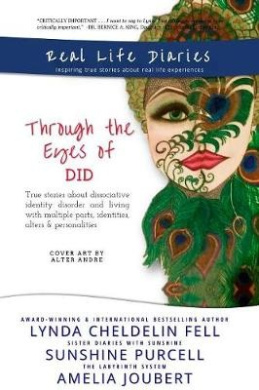 "CRITICALLY IMPORTANT
critically important." -DR. BERNICE A. KING,
Real Life Diaries
Inspiring true stories about real life experiences
Through the
Eyes of
DID
True stories about dissociative
identity disorder and living
with multiple parts, identities,
alters & personalities
COVER ART BY
ALTER ANDRE
AWARD-WINNING & INTERNATIONAL BESTSELLING AUTHOR
LYNDA CHELDELIN FELL
SISTER DIARIES WITH SUNSHINE
SUNSHINE PURCELL
THE LABYRINTH SYSTEM
AMELIA JOUBERT